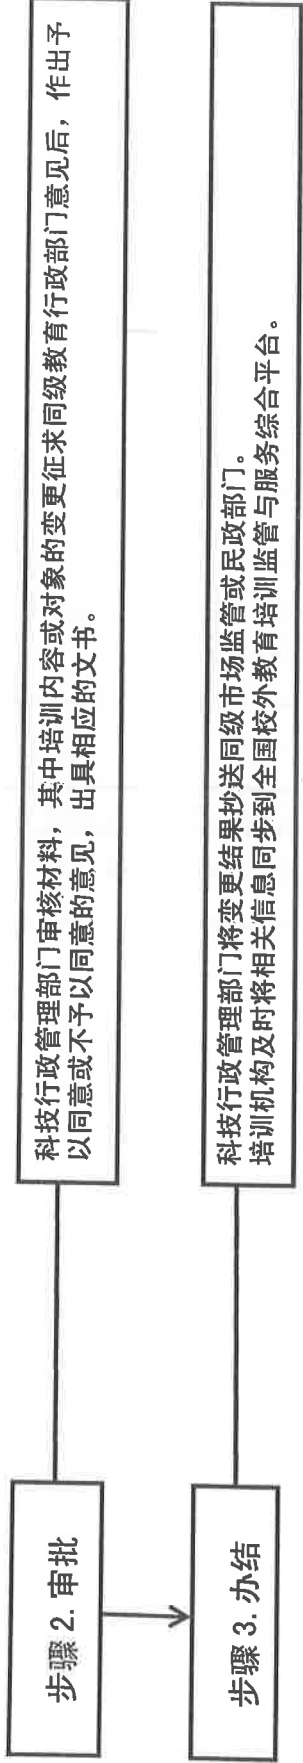 步骤 2. 审批
科技行政管理部门审核材料，其中培训内容或对象的变更征求同级教育行政部门意见后，作出予
以同意或不予以同意的意见，出具相应的文书。
步骤 3. 办结
科技行政管理部门将变更结果抄送同级市场监管或民政部门。
培训机构及时将相关信息同步到全国校外教育培训监管与服务综合平台。